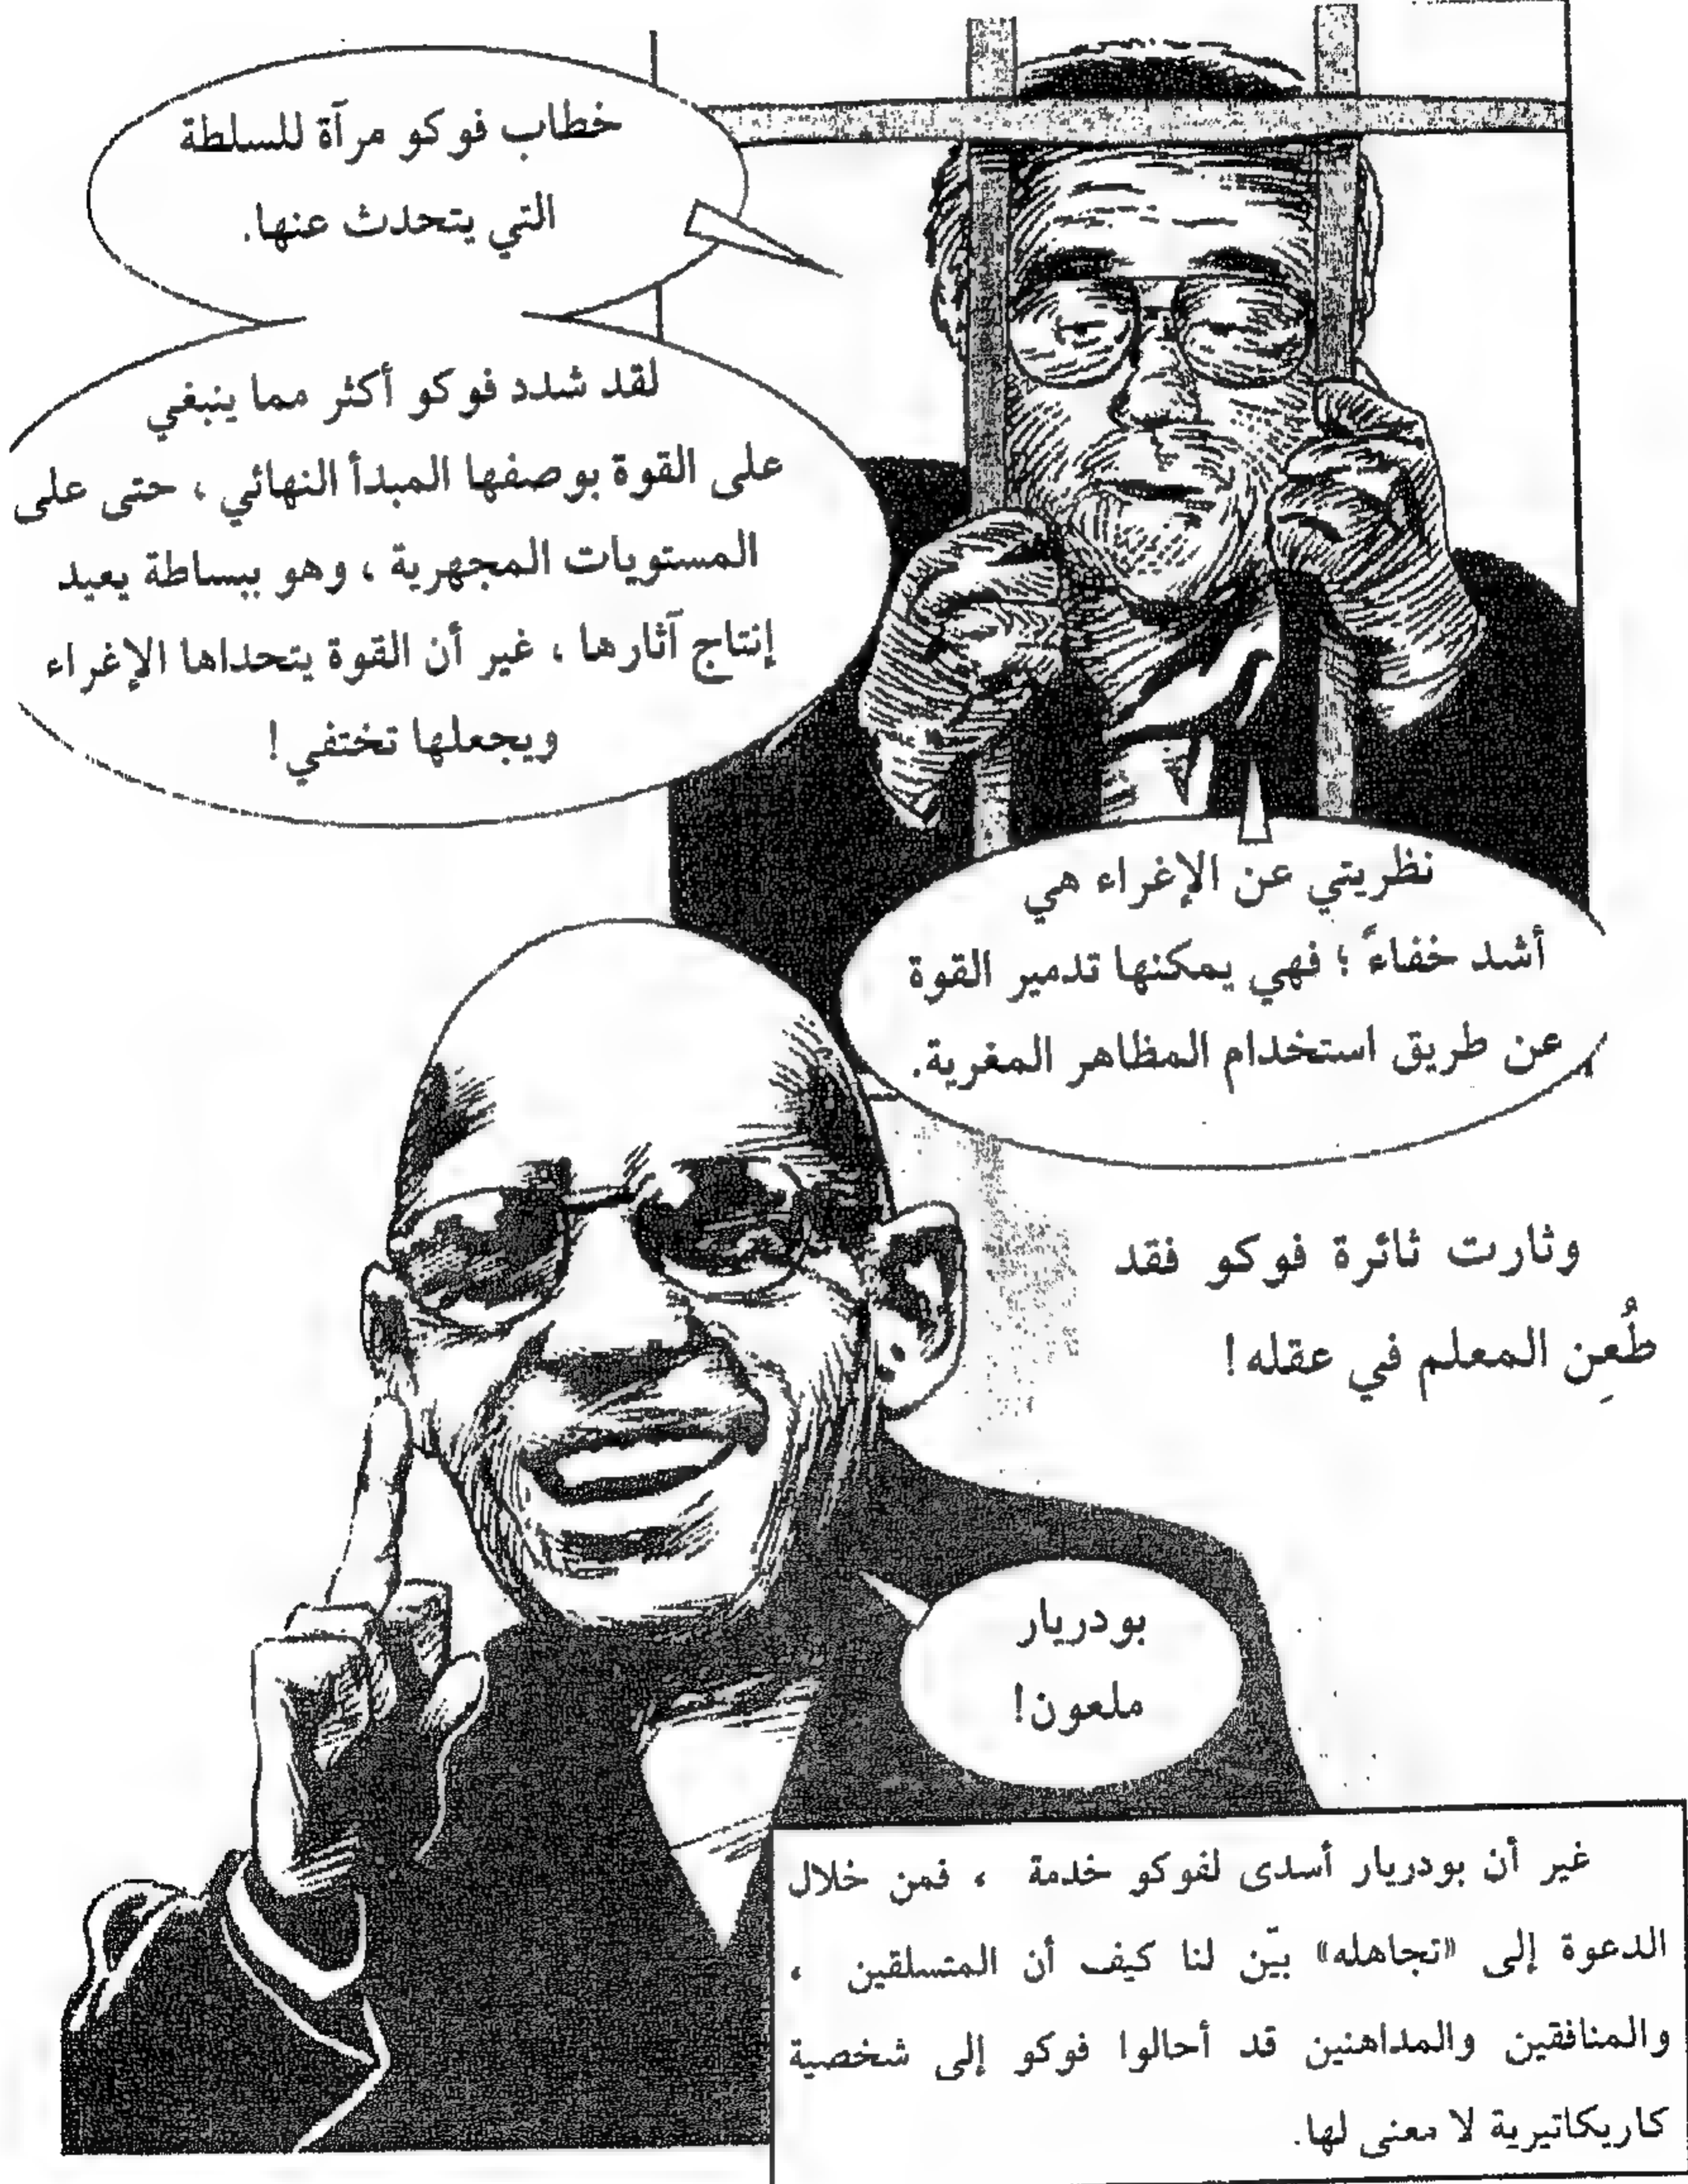 خطاب فوكو مرآة للسلطة
التي يتحدث عنها.
لقد شدد فوكو أكثر مما ينبغي
على القوة بوصفها المبدأ النهائي ، حتى على
المستويات المجهرية ، وهو ببساطة يعيد
إنتاج آثارها ، غير أن القوة يتحداها الإغراء
ويجعلها تختفي!
نظريتي عن الإغراء هي
أشد خفاءً ؛ فهي يمكنها تدمير القوة
عن طريق استخدام المظاهر المغرية.
وثارت ثائرة فوكو فقد
طُعِن المعلم في عقله!
بودريار
ملعون!
غير أن بودريار أسدى لفوكو خدمة ، فمن خلال
الدعوة إلى «تجاهله» بيّن لنا كيف أن المتسلقين ،
والمنافقين والمداهنين قد أحالوا فوكو إلى شخصية
كاريكاتيرية لا معنى لها.